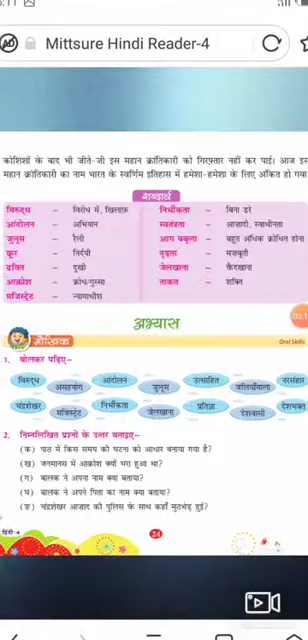 Mittsure Hindi Reader-4
कोशिशों के बाद भी जीते-जी इस महान क्रांतिकारी को गिरफ़्तार नहीं कर पाई। आज इस
महान क्रांतिकारी का नाम भारत के स्वर्णिम इतिहास में हमेशा-हमेशा के लिए अंकित हो गया
शब्दार्थ
विरुद्ध – विरोध में, खिलाफ़ निर्भीकता – बिना डरे
आंदोलन – अभियान स्वतंत्रता – आज़ादी, स्वाधीनता
जुलूस – रैली आग बबूला – बहुत अधिक क्रोधित होना
क्रूर – निर्दयी दृढ़ता – मजबूती
द्रवित – दुखी जेलखाना – कैदखाना
आक्रोश – क्रोध/गुस्सा ताकत – शक्ति
मजिस्ट्रेट – न्यायाधीश
अभ्यास
मौखिक Oral Skills
1. बोलकर पढ़िए–
विरुद्ध असहयोग आंदोलन जुलूस उत्साहित जलियाँवाला नरसंहार
चंद्रशेखर मजिस्ट्रेट निर्भीकता जेलखाना प्रतिज्ञा देशवासी देशभक्त
2. निम्नलिखित प्रश्नों के उत्तर बताइए–
(क) पाठ में किस समय की घटना को आधार बनाया गया है?
(ख) जनमानस में आक्रोश क्यों भरा हुआ था?
(ग) बालक ने अपना नाम क्या बताया?
(घ) बालक ने अपने पिता का नाम क्या बताया?
(ङ) चंद्रशेखर आज़ाद की पुलिस के साथ कहाँ मुठभेड़ हुई?
हिंदी-4 24